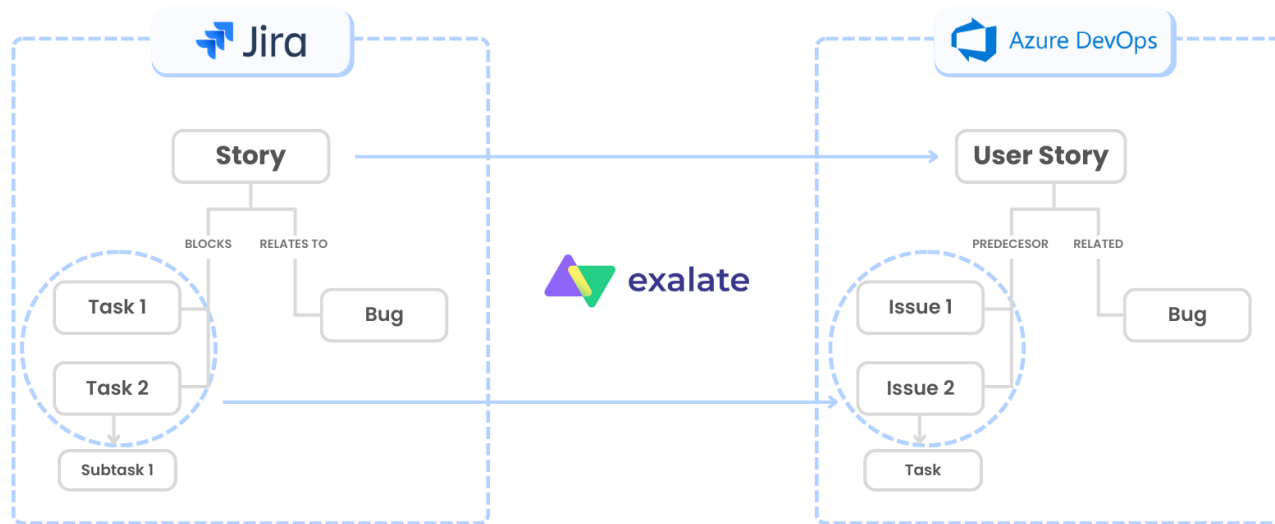 Jira
Azure DevOps
Story
User Story
BLOCKS RELATES TO
PREDECESOR RELATED
exalate
Task 1
Bug
Issue 1
Bug
Task 2
Issue 2
Subtask 1
Task